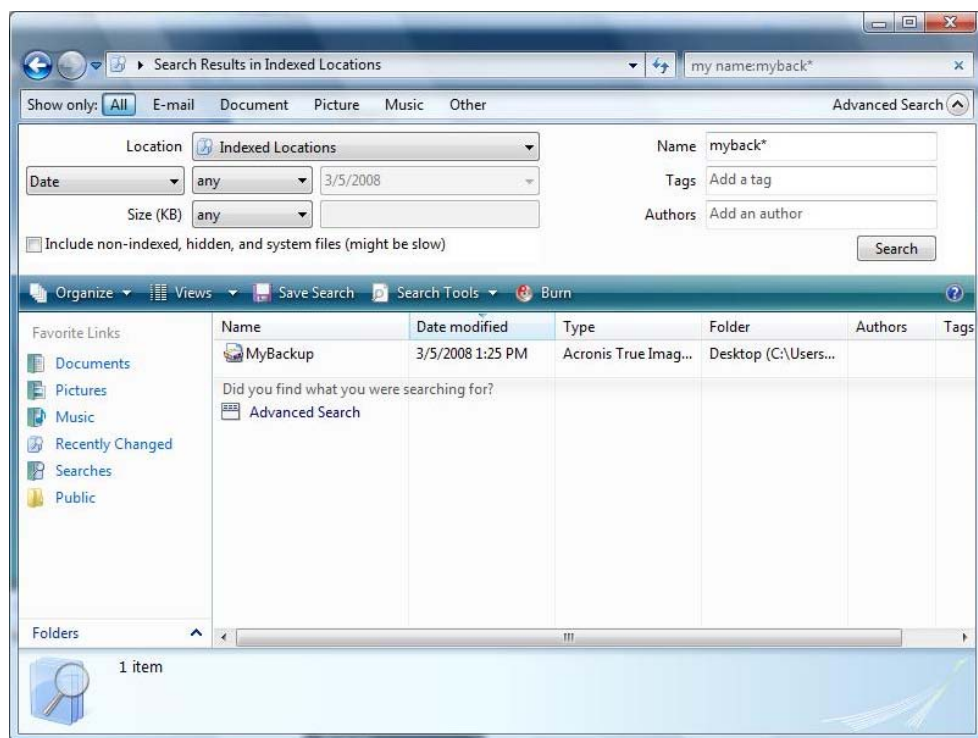 Search Results in Indexed Locations
my name:myback*
Show only: All E-mail Document Picture Music Other Advanced Search
Location Indexed Locations Name myback*
Date any 3/5/2008 Tags Add a tag
Size (KB) any Authors Add an author
Include non-indexed, hidden, and system files (might be slow) Search
Organize Views Save Search Search Tools Burn
Favorite Links
Documents
Pictures
Music
Recently Changed
Searches
Public
Folders
Name Date modified Type Folder Authors Tags
MyBackup 3/5/2008 1:25 PM Acronis True Imag... Desktop (C:\Users...
Did you find what you were searching for?
Advanced Search
1 item